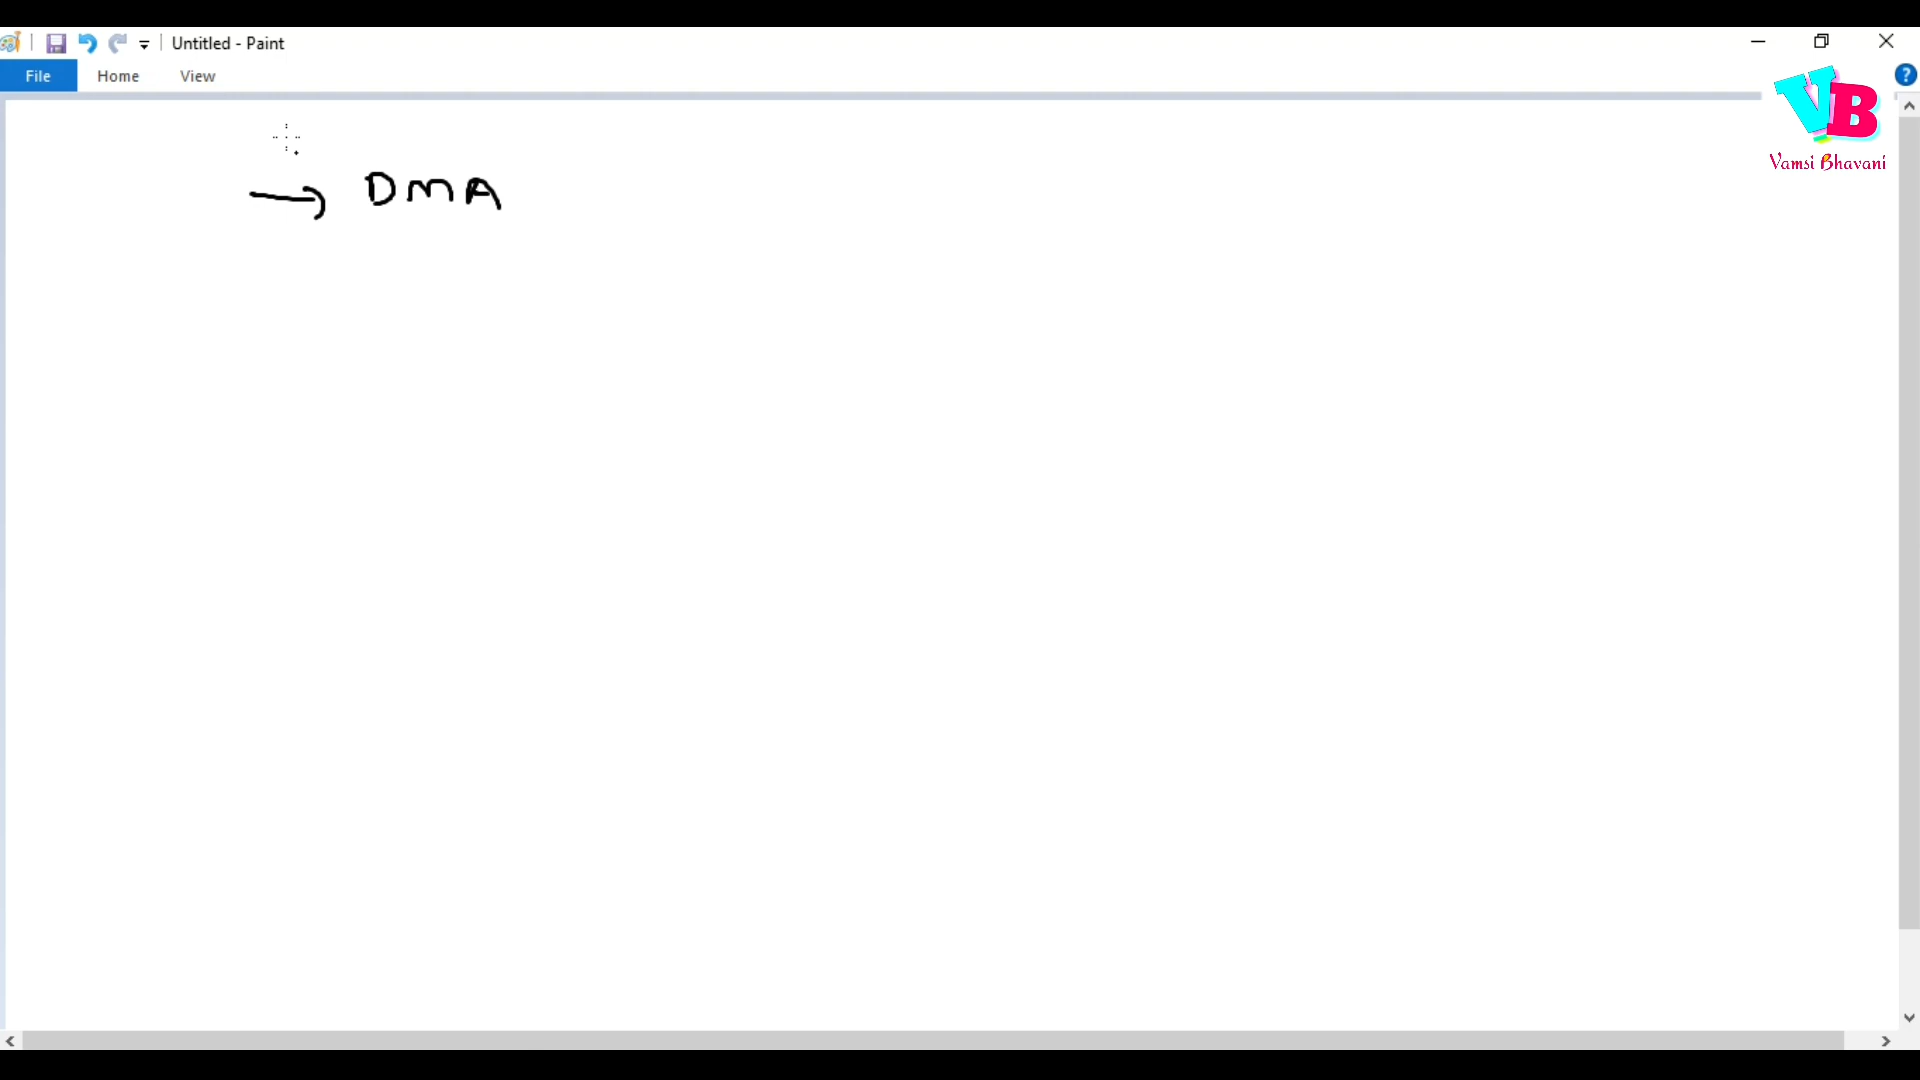 Untitled - Paint
File Home View
?
VB
Vamsi Bhavani
→ DMA